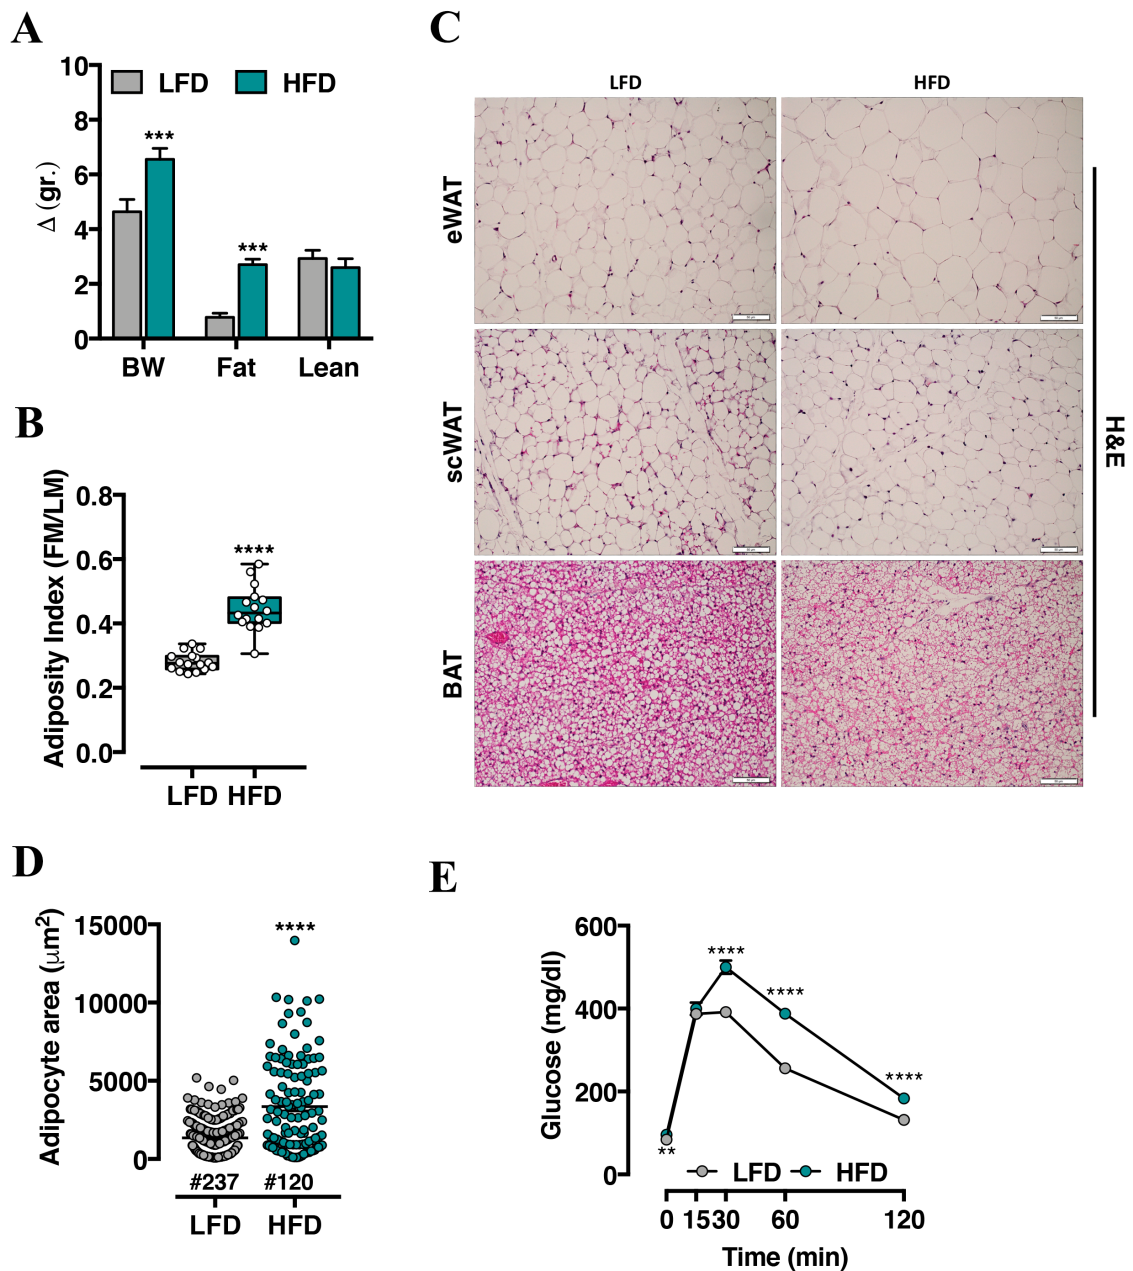 A
10
8
6
4
2
0
Δ (gr.)
LFD HFD
***
***
BW Fat Lean
B
Adiposity Index (FM/LM)
0.8
0.6
0.4
0.2
0.0
****
LFD HFD
C
LFD HFD
eWAT
scWAT
BAT
H&E
D
Adipocyte area (μm²)
15000
10000
5000
0
****
#237 #120
LFD HFD
E
Glucose (mg/dl)
600
400
200
0
****
****
****
**
LFD HFD
0 15 30 60 120
Time (min)